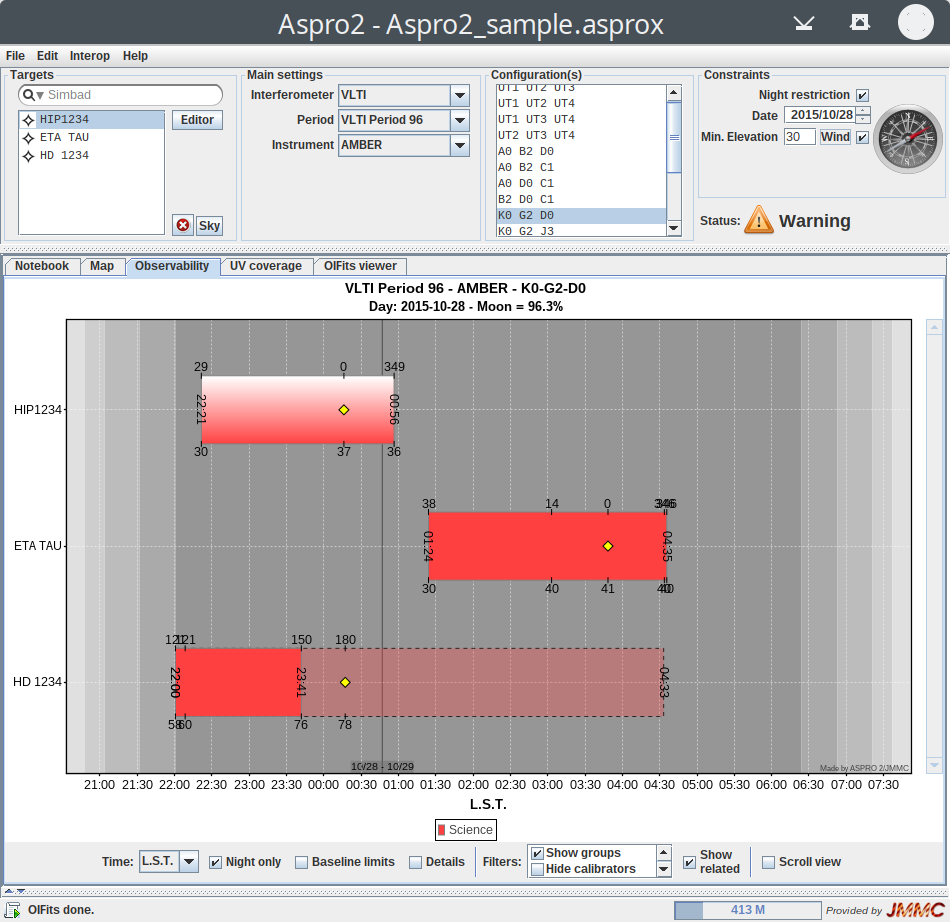 Aspro2 - Aspro2_sample.asprox
File Edit Interop Help
Targets
Simbad
HIP1234
ETA TAU
HD 1234
Editor
Sky
Main settings
Interferometer VLTI
Period VLTI Period 96
Instrument AMBER
Configuration(s)
UT1 UT2 UT3
UT1 UT2 UT4
UT1 UT3 UT4
UT2 UT3 UT4
A0 B2 D0
A0 B2 C1
A0 D0 C1
B2 D0 C1
K0 G2 D0
K0 G2 J3
Constraints
Night restriction
Date 2015/10/28
Min. Elevation 30 Wind
Status: Warning
Notebook Map Observability UV coverage OIFits viewer
VLTI Period 96 - AMBER - K0-G2-D0
Day: 2015-10-28 - Moon = 96.3%
29 0 349
HIP1234
22:21 00:56
30 37 36
38 14 0 346
ETA TAU
01:24 04:35
30 40 41 40
121 121 150 180
HD 1234
22:00 23:41 04:33
58 60 76 78
10/28 - 10/29
Made by ASPRO 2/JMMC
21:00 21:30 22:00 22:30 23:00 23:30 00:00 00:30 01:00 01:30 02:00 02:30 03:00 03:30 04:00 04:30 05:00 05:30 06:00 06:30 07:00 07:30
L.S.T.
Science
Time: L.S.T. Night only Baseline limits Details Filters: Show groups
Hide calibrators
Show
related
Scroll view
OIFits done.
413 M
Provided by JMMC